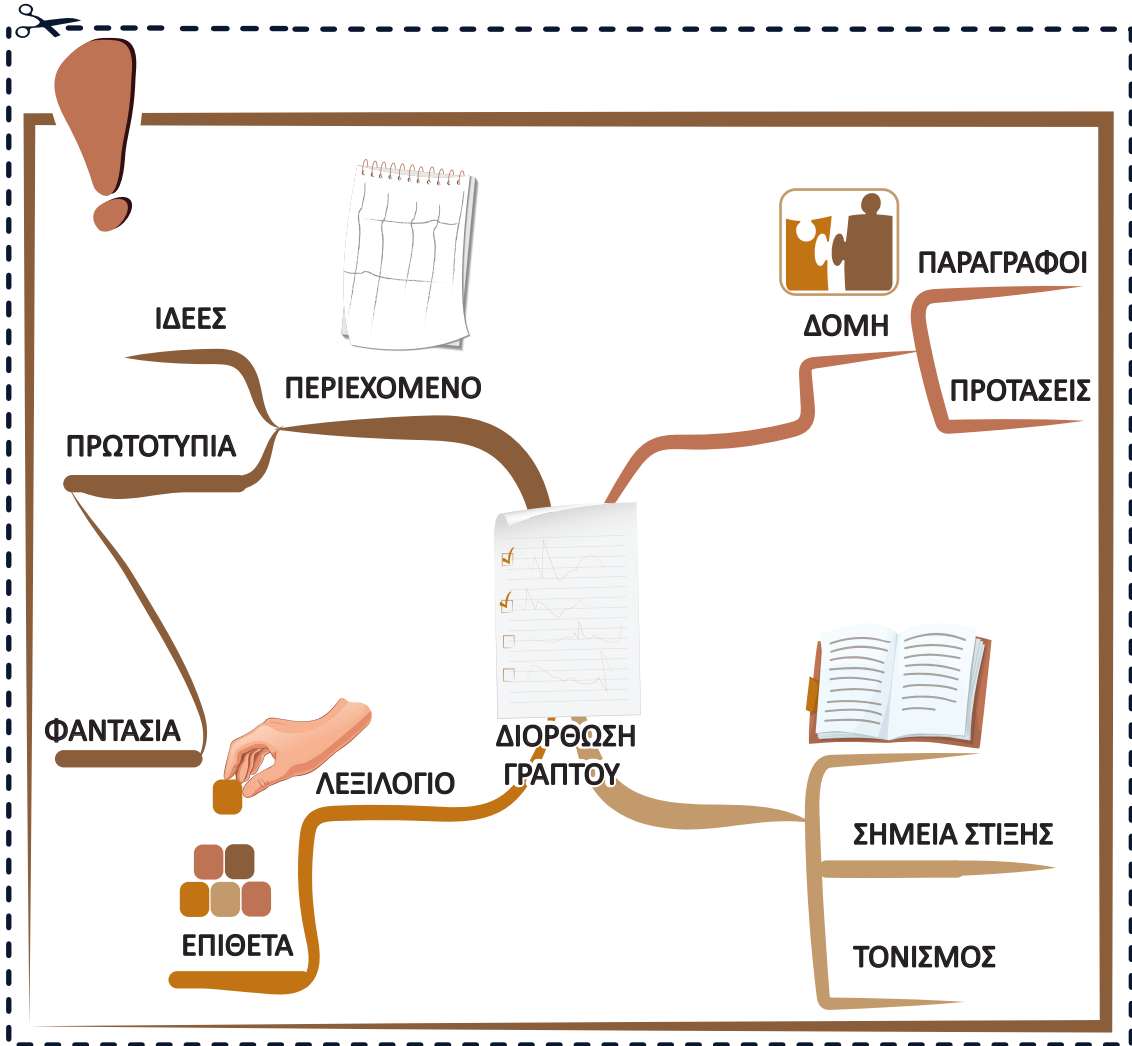 ΙΔΕΕΣ
ΠΕΡΙΕΧΟΜΕΝΟ
ΠΡΩΤΟΤΥΠΙΑ
ΦΑΝΤΑΣΙΑ
ΔΟΜΗ
ΠΑΡΑΓΡΑΦΟΙ
ΠΡΟΤΑΣΕΙΣ
ΔΙΟΡΘΩΣΗ
ΓΡΑΠΤΟΥ
ΛΕΞΙΛΟΓΙΟ
ΕΠΙΘΕΤΑ
ΣΗΜΕΙΑ ΣΤΙΞΗΣ
ΤΟΝΙΣΜΟΣ